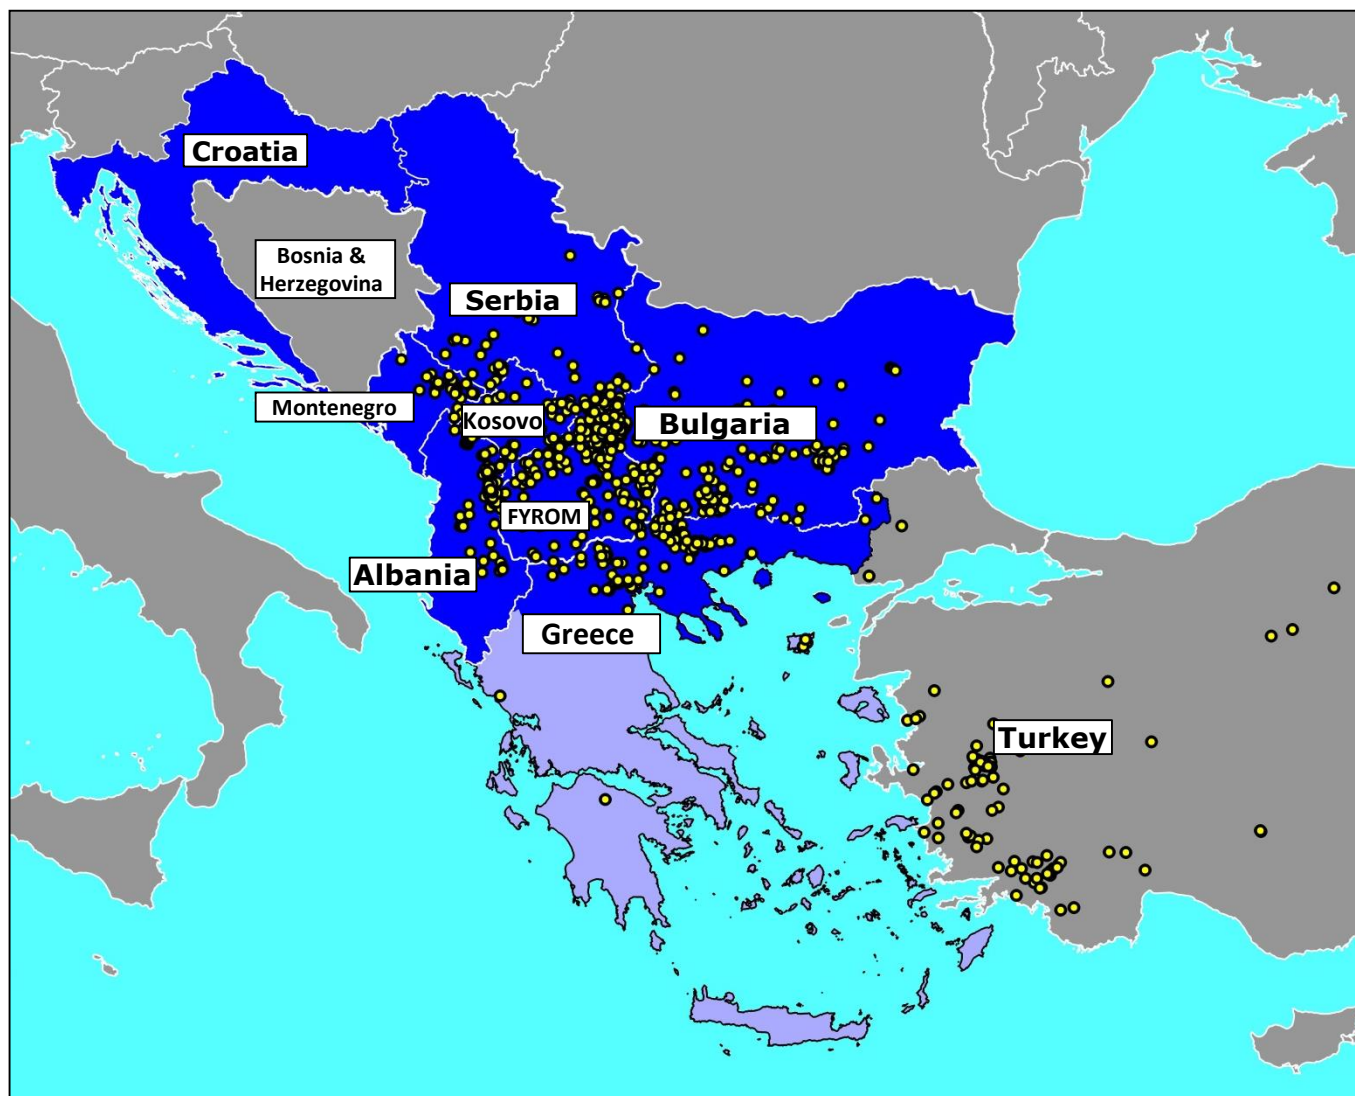 Croatia
Bosnia &
Herzegovina
Serbia
Montenegro
Kosovo
Bulgaria
FYROM
Albania
Greece
Turkey